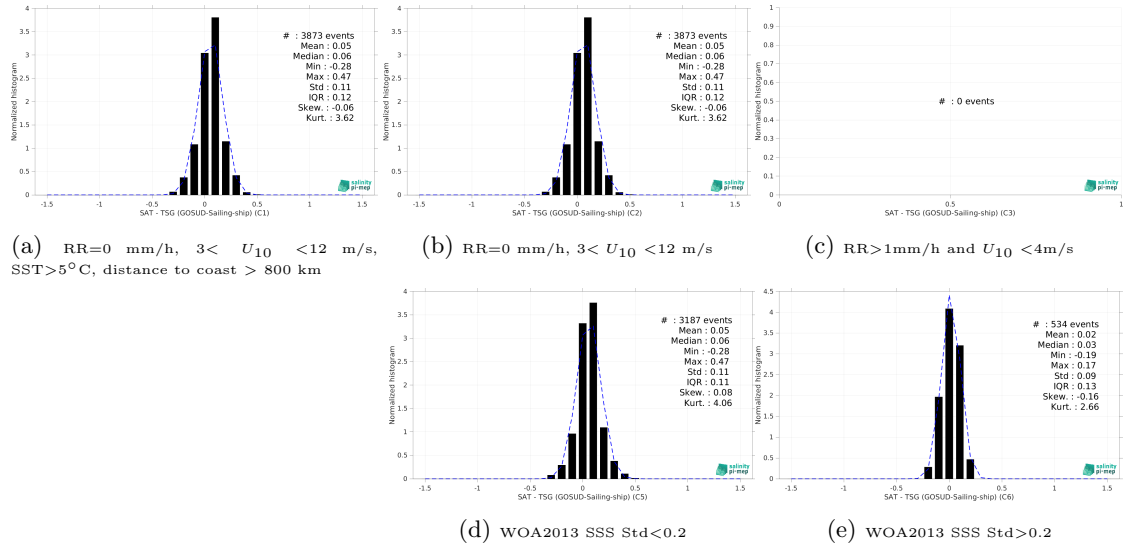 Normalized histogram
4
3.5
3
2.5
2
1.5
1
0.5
0
-1.5 -1 -0.5 0 0.5 1 1.5
# : 3873 events
Mean : 0.05
Median : 0.06
Min : -0.28
Max : 0.47
Std : 0.11
IQR : 0.12
Skew. : -0.06
Kurt. : 3.62
salinity
pi-mep
SAT - TSG (GOSUD-Sailing-ship) (C1)
(a) RR=0 mm/h, 3< U10 <12 m/s,
SST>5°C, distance to coast > 800 km
Normalized histogram
4
3.5
3
2.5
2
1.5
1
0.5
0
-1.5 -1 -0.5 0 0.5 1 1.5
# : 3873 events
Mean : 0.05
Median : 0.06
Min : -0.28
Max : 0.47
Std : 0.11
IQR : 0.12
Skew. : -0.06
Kurt. : 3.62
salinity
pi-mep
SAT - TSG (GOSUD-Sailing-ship) (C2)
(b) RR=0 mm/h, 3< U10 <12 m/s
Normalized histogram
1
0.9
0.8
0.7
0.6
0.5
0.4
0.3
0.2
0.1
0
0 0.5 1
# : 0 events
salinity
pi-mep
SAT - TSG (GOSUD-Sailing-ship) (C3)
(c) RR>1mm/h and U10 <4m/s
Normalized histogram
4
3.5
3
2.5
2
1.5
1
0.5
0
-1.5 -1 -0.5 0 0.5 1 1.5
# : 3187 events
Mean : 0.05
Median : 0.06
Min : -0.28
Max : 0.47
Std : 0.11
IQR : 0.11
Skew. : 0.08
Kurt. : 4.06
salinity
pi-mep
SAT - TSG (GOSUD-Sailing-ship) (C5)
(d) WOA2013 SSS Std<0.2
Normalized histogram
4.5
4
3.5
3
2.5
2
1.5
1
0.5
0
-1.5 -1 -0.5 0 0.5 1 1.5
# : 534 events
Mean : 0.02
Median : 0.03
Min : -0.19
Max : 0.17
Std : 0.09
IQR : 0.13
Skew. : -0.16
Kurt. : 2.66
salinity
pi-mep
SAT - TSG (GOSUD-Sailing-ship) (C6)
(e) WOA2013 SSS Std>0.2